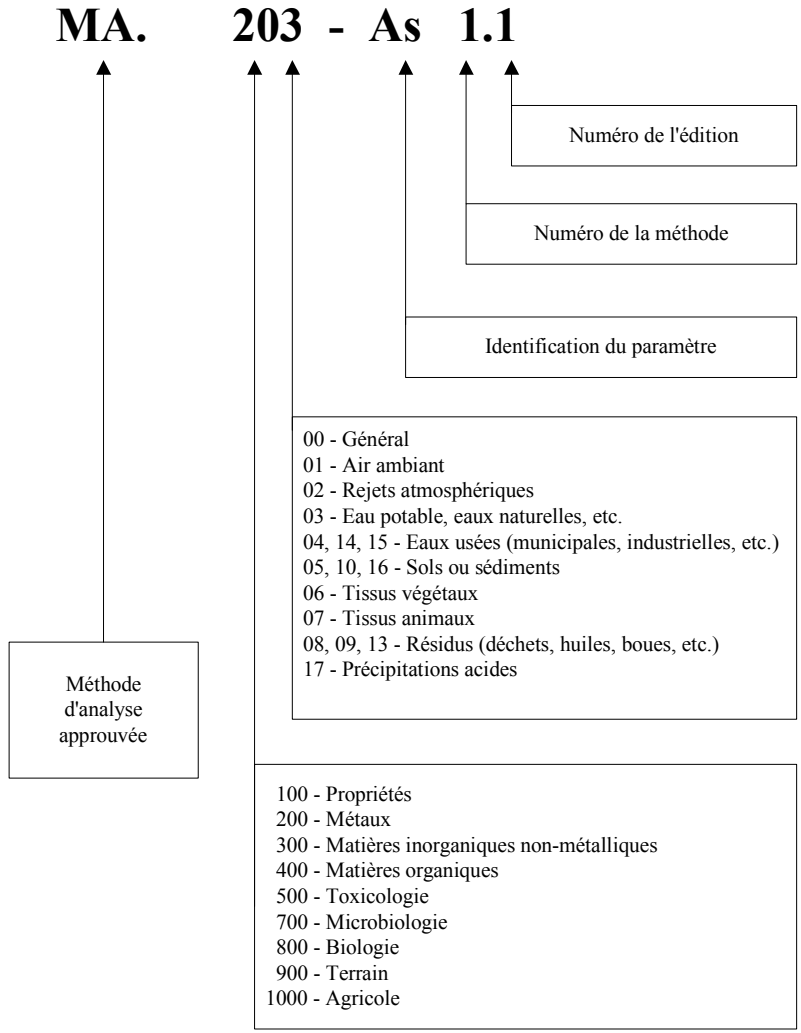 MA. 203 - As 1.1
Numéro de l'édition
Numéro de la méthode
Identification du paramètre
00 - Général
01 - Air ambiant
02 - Rejets atmosphériques
03 - Eau potable, eaux naturelles, etc.
04, 14, 15 - Eaux usées (municipales, industrielles, etc.)
05, 10, 16 - Sols ou sédiments
06 - Tissus végétaux
07 - Tissus animaux
08, 09, 13 - Résidus (déchets, huiles, boues, etc.)
17 - Précipitations acides
Méthode
d'analyse
approuvée
100 - Propriétés
200 - Métaux
300 - Matières inorganiques non-métalliques
400 - Matières organiques
500 - Toxicologie
700 - Microbiologie
800 - Biologie
900 - Terrain
1000 - Agricole